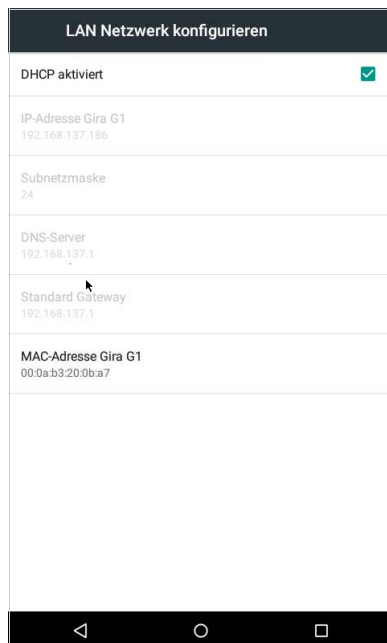 LAN Netzwerk konfigurieren
DHCP aktiviert
IP-Adresse Gira G1
192.168.137.186
Subnetzmaske
24
DNS-Server
192.168.137.1
Standard Gateway
192.168.137.1
MAC-Adresse Gira G1
00:0a:b3:20:0b:a7